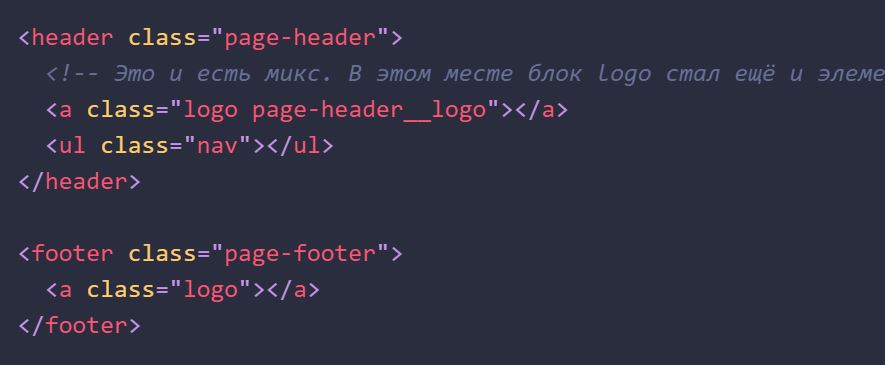 <header class="page-header">
<!-- Это и есть микс. В этом месте блок logo стал ещё и элеме
<a class="logo page-header__logo"></a>
<ul class="nav"></ul>
</header>
<footer class="page-footer">
<a class="logo"></a>
</footer>